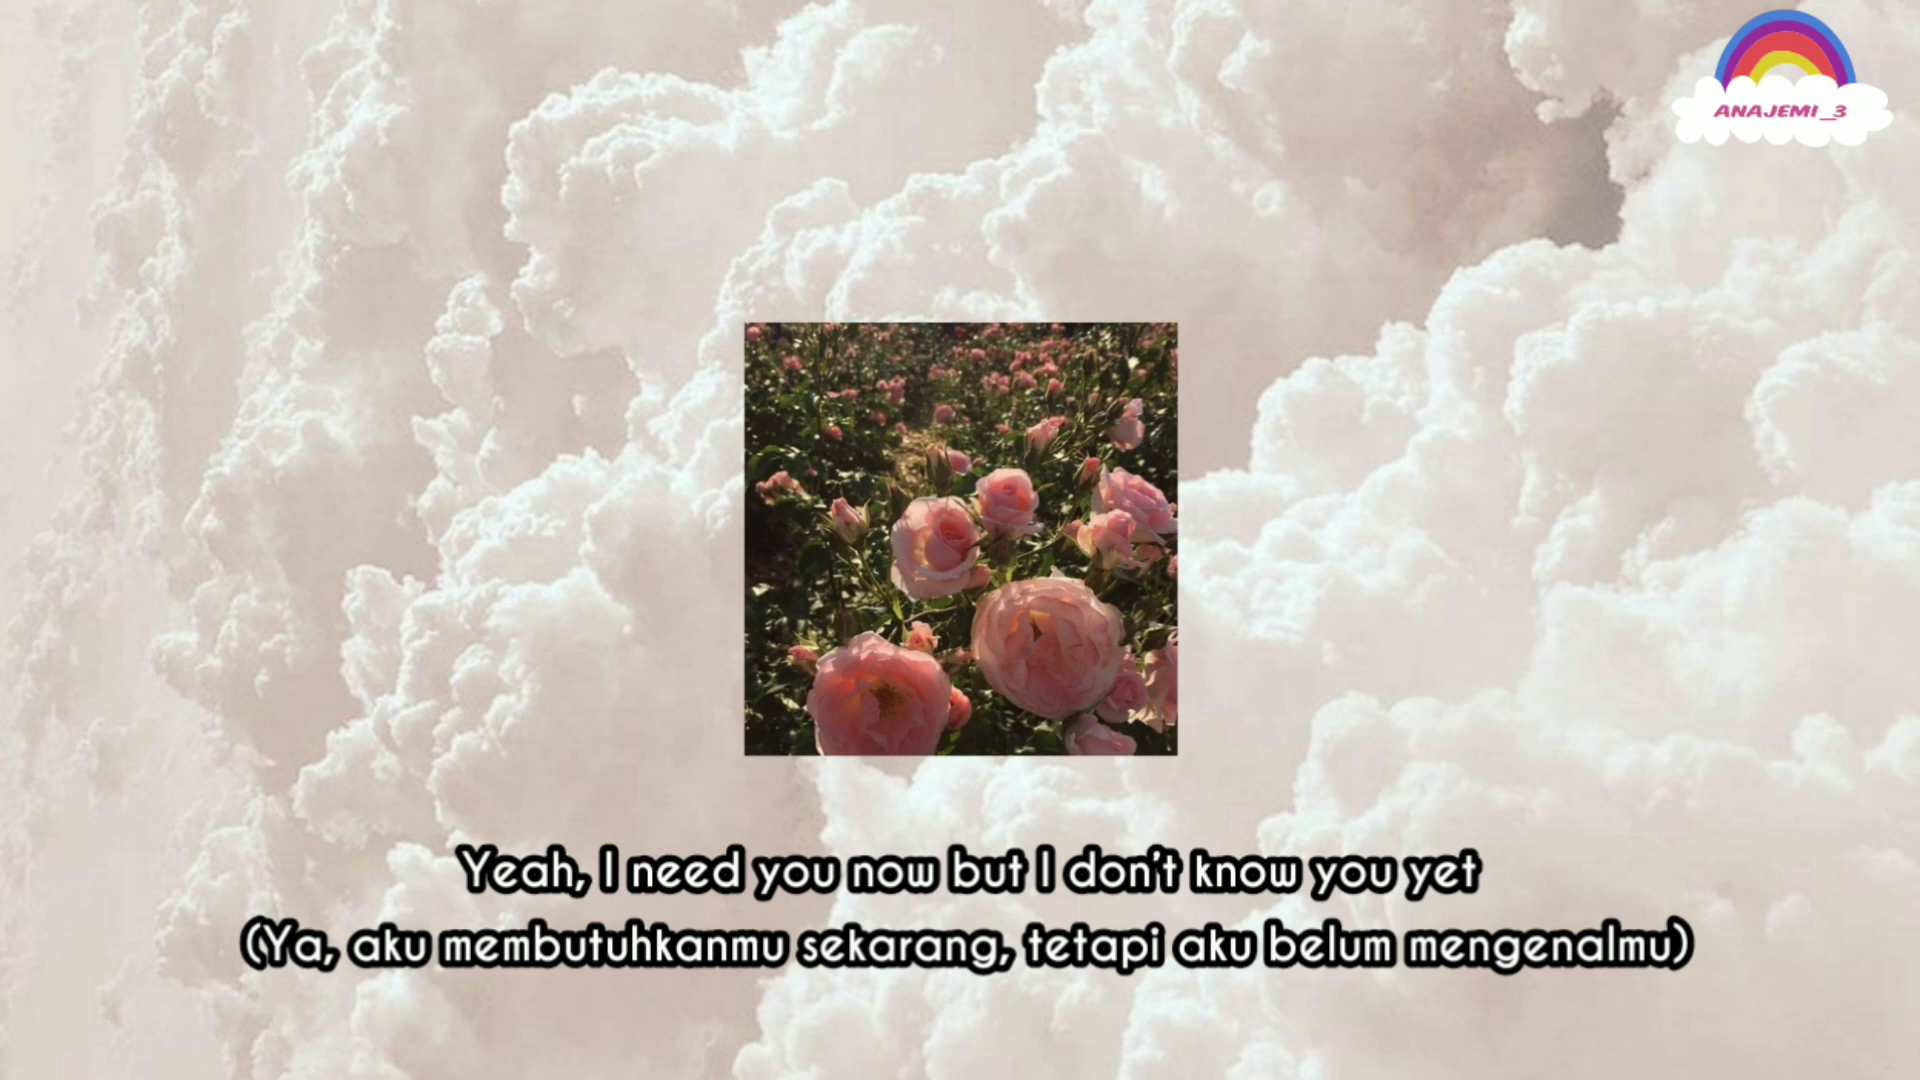 ANAJEMI_3
Yeah, I need you now but I don't know you yet
(Ya, aku membutuhkanmu sekarang, tetapi aku belum mengenalmu)